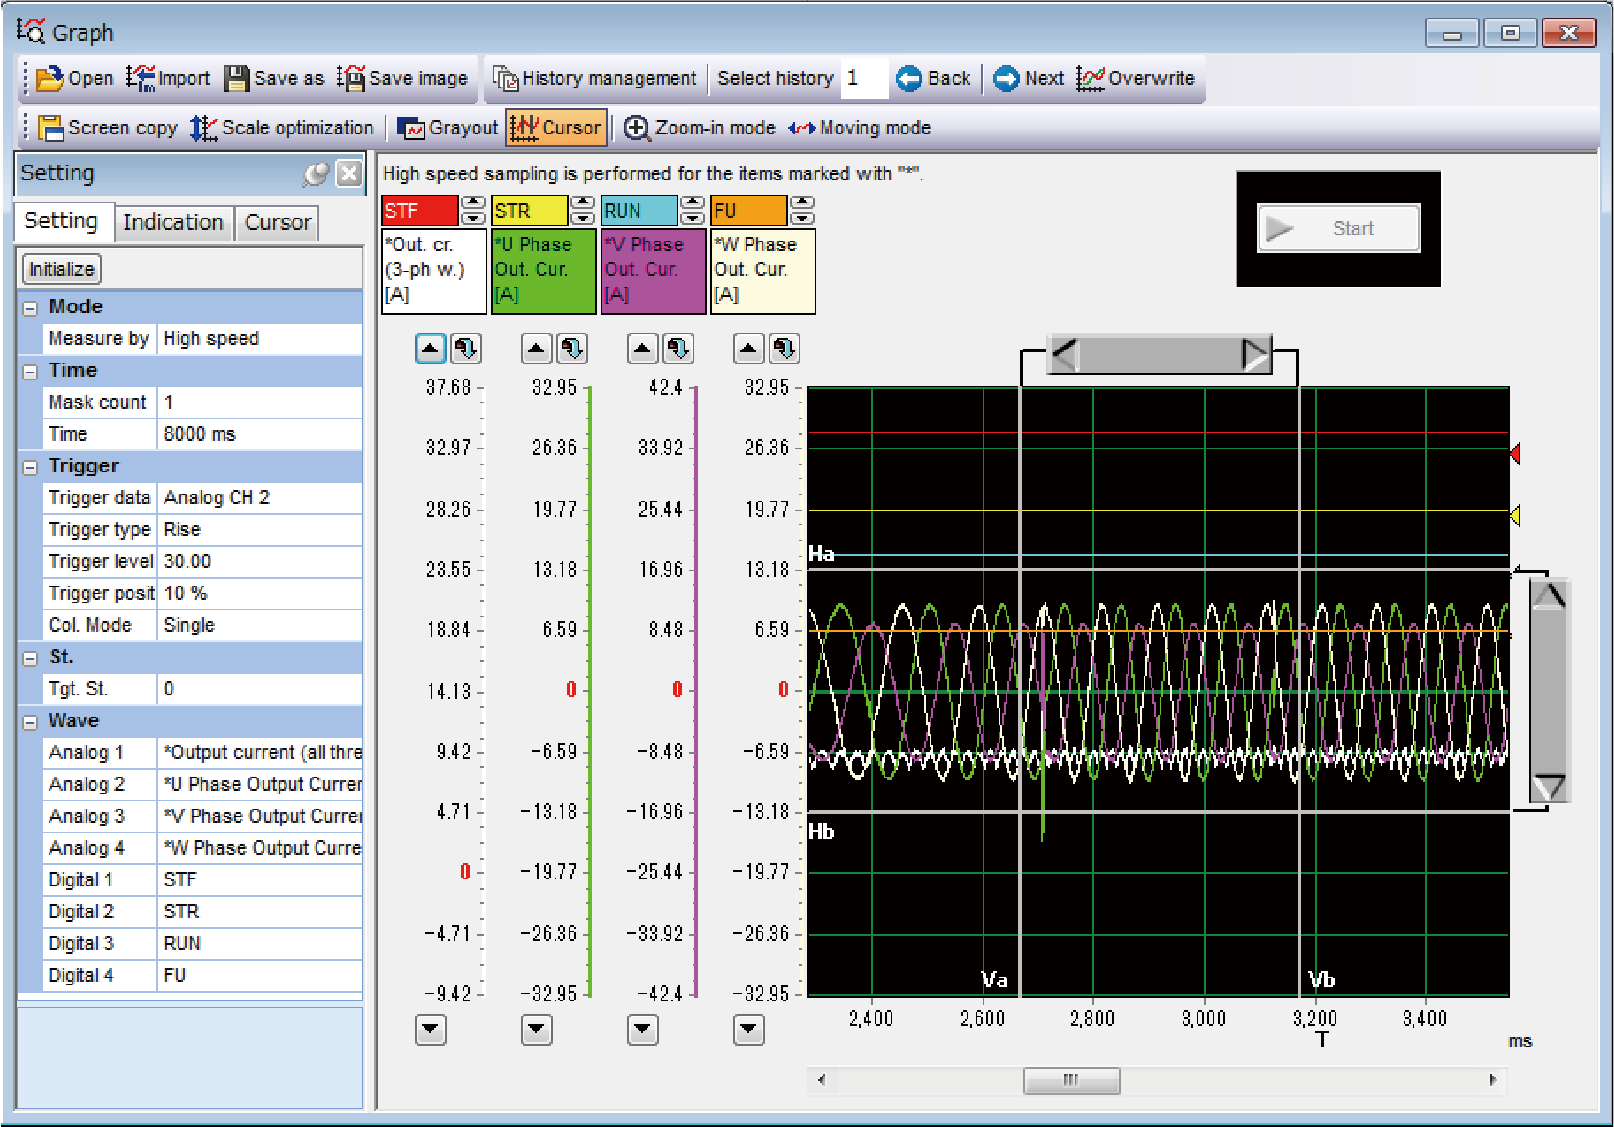 Graph
Open Import Save as Save image History management Select history 1 Back Next Overwrite
Screen copy Scale optimization Grayout Cursor Zoom-in mode Moving mode
Setting
Setting Indication Cursor
Initialize
Mode
Measure by High speed
Time
Mask count 1
Time 8000 ms
Trigger
Trigger data Analog CH 2
Trigger type Rise
Trigger level 30.00
Trigger posit 10 %
Col. Mode Single
St.
Tgt. St. 0
Wave
Analog 1 *Output current (all thre
Analog 2 *U Phase Output Currer
Analog 3 *V Phase Output Currer
Analog 4 *W Phase Output Curre
Digital 1 STF
Digital 2 STR
Digital 3 RUN
Digital 4 FU
High speed sampling is performed for the items marked with "*".
STF STR RUN FU
*Out. cr. *U Phase *V Phase *W Phase
(3-ph w.) Out. Cur. Out. Cur. Out. Cur.
[A] [A] [A] [A]
Start
37.68 32.95 42.4 32.95
32.97 26.36 33.92 26.36
28.26 19.77 25.44 19.77
Ha
23.55 13.18 16.96 13.18
18.84 6.59 8.48 6.59
14.13 0 0 0
9.42 -6.59 -8.48 -6.59
4.71 -13.18 -16.96 -13.18
Hb
0 -19.77 -25.44 -19.77
-4.71 -26.36 -33.92 -26.36
Va Vb
-9.42 -32.95 -42.4 -32.95
2,400 2,600 2,800 3,000 3,200 3,400
T
ms